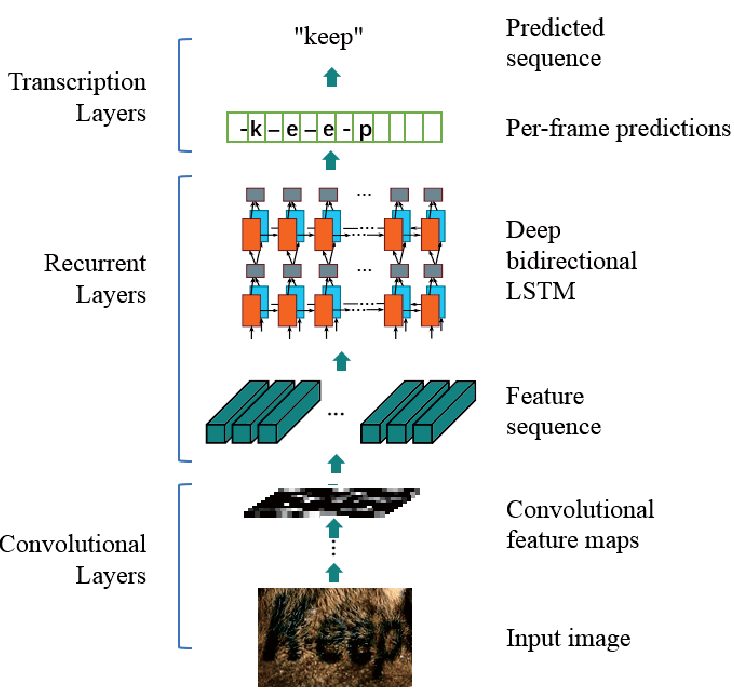 "keep"
Predicted
sequence
Transcription
Layers
-k-e-e-p
Per-frame predictions
Recurrent
Layers
Deep
bidirectional
LSTM
Feature
sequence
Convolutional
Layers
Convolutional
feature maps
Keep
Input image